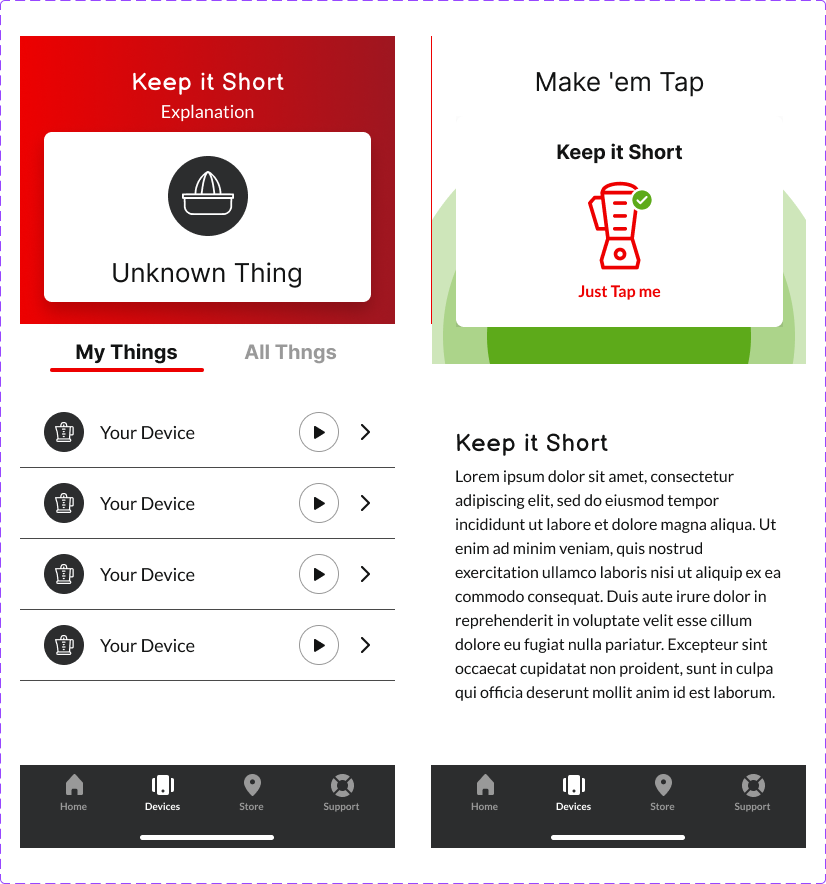 Keep it Short
Explanation
Unknown Thing
My Things
All Thngs
Your Device
Your Device
Your Device
Your Device
Home
Devices
Store
Support
Make 'em Tap
Keep it Short
Just Tap me
Keep it Short
Lorem ipsum dolor sit amet, consectetur
adipiscing elit, sed do eiusmod tempor
incididunt ut labore et dolore magna aliqua. Ut
enim ad minim veniam, quis nostrud
exercitation ullamco laboris nisi ut aliquip ex ea
commodo consequat. Duis aute irure dolor in
reprehenderit in voluptate velit esse cillum
dolore eu fugiat nulla pariatur. Excepteur sint
occaecat cupidatat non proident, sunt in culpa
qui officia deserunt mollit anim id est laborum.
Home
Devices
Store
Support